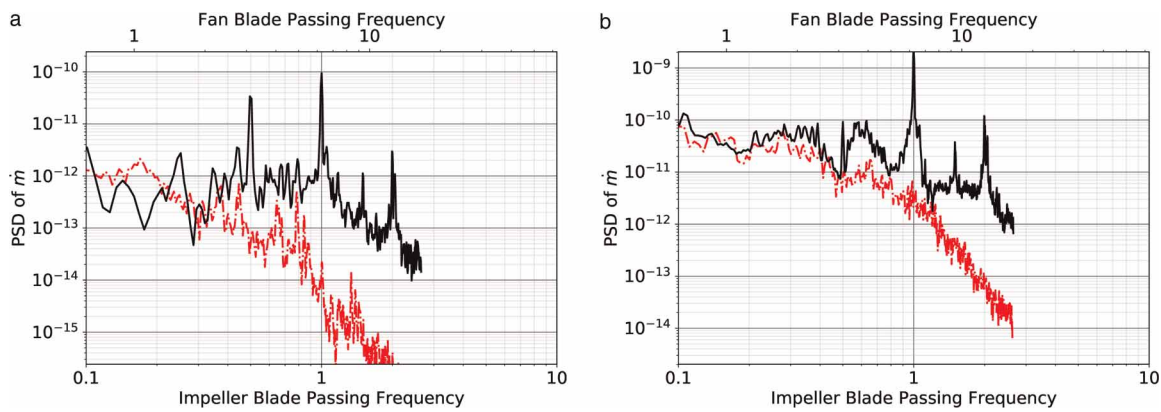 a
Fan Blade Passing Frequency
1
10
PSD of ṁ
10⁻¹⁰
10⁻¹¹
10⁻¹²
10⁻¹³
10⁻¹⁴
10⁻¹⁵
0.1
1
10
Impeller Blade Passing Frequency
b
Fan Blade Passing Frequency
1
10
PSD of ṁ
10⁻⁹
10⁻¹⁰
10⁻¹¹
10⁻¹²
10⁻¹³
10⁻¹⁴
0.1
1
10
Impeller Blade Passing Frequency